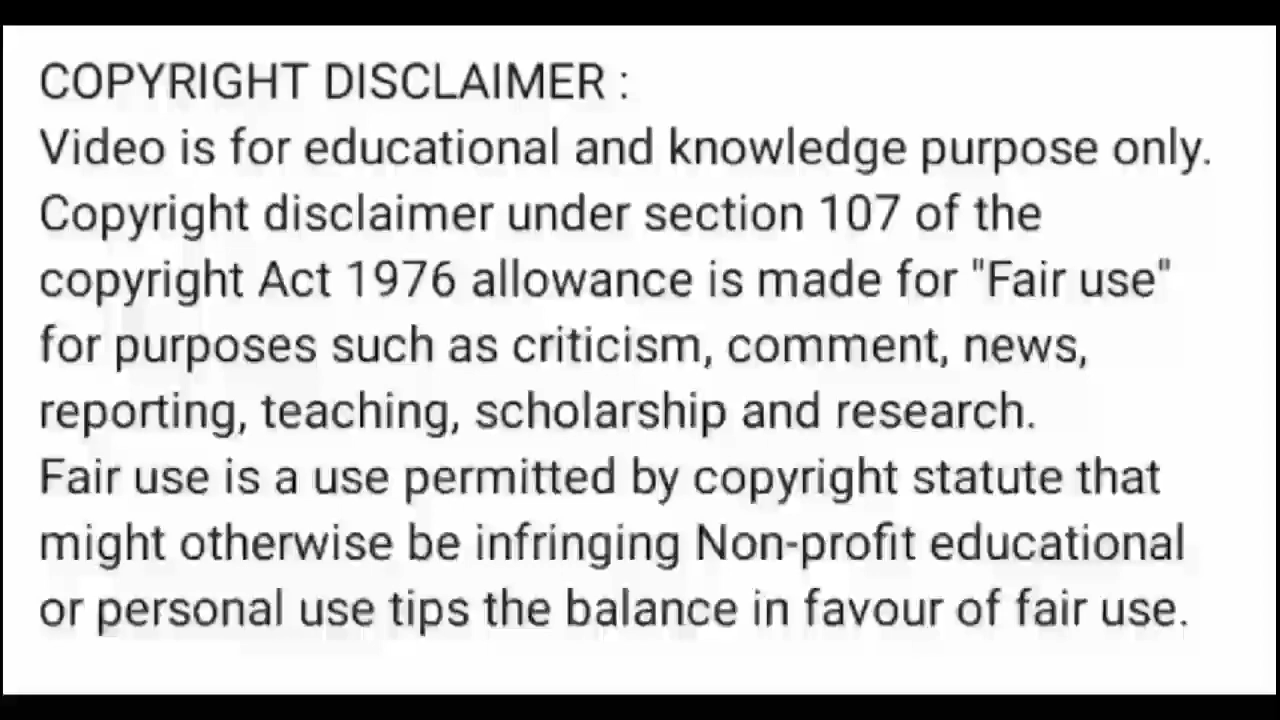 COPYRIGHT DISCLAIMER :
Video is for educational and knowledge purpose only.
Copyright disclaimer under section 107 of the
copyright Act 1976 allowance is made for "Fair use"
for purposes such as criticism, comment, news,
reporting, teaching, scholarship and research.
Fair use is a use permitted by copyright statute that
might otherwise be infringing Non-profit educational
or personal use tips the balance in favour of fair use.